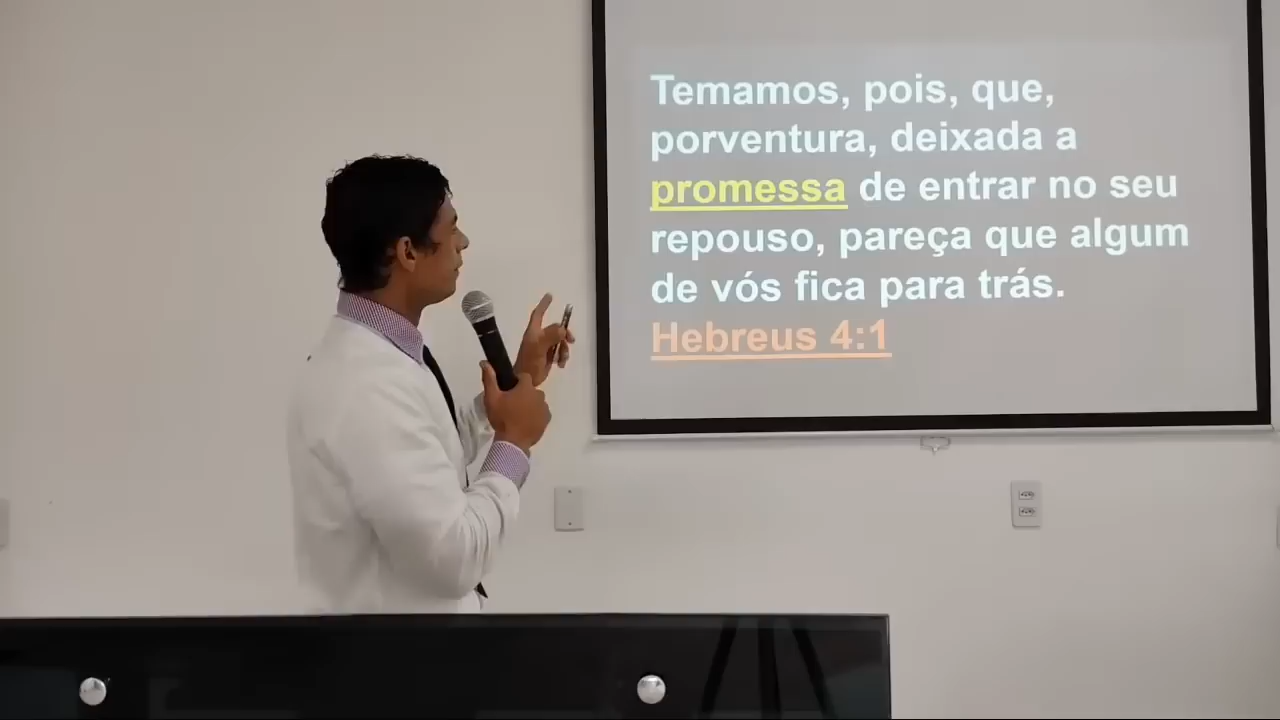 Temamos, pois, que,
porventura, deixada a
promessa de entrar no seu
repouso, pareça que algum
de vós fica para trás.
Hebreus 4:1